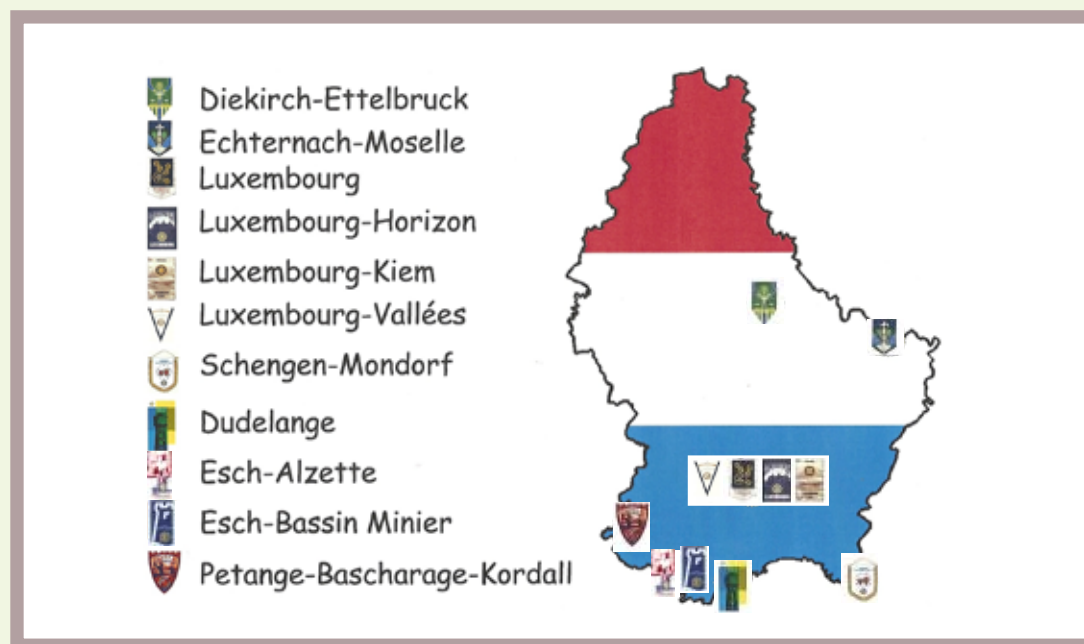 Diekirch-Ettelbruck
Echternach-Moselle
Luxembourg
Luxembourg-Horizon
Luxembourg-Kiem
Luxembourg-Vallées
Schengen-Mondorf
Dudelange
Esch-Alzette
Esch-Bassin Minier
Petange-Bascharage-Kordall